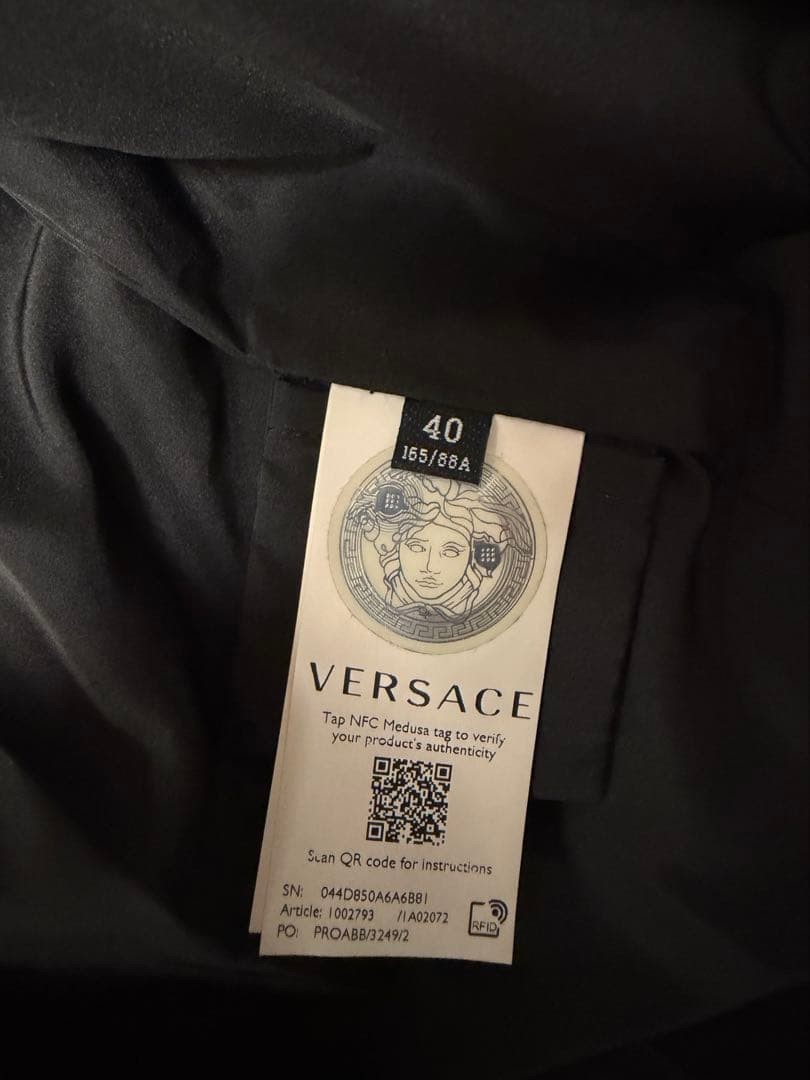 40
165/88A
VERSACE
Tap NFC Medusa tag to verify
your product's authenticity
Scan QR code for instructions
SN: 044D850A6A6B81
Article: 1002793 /1A02072
PO: PROABB/3249/2
RFID